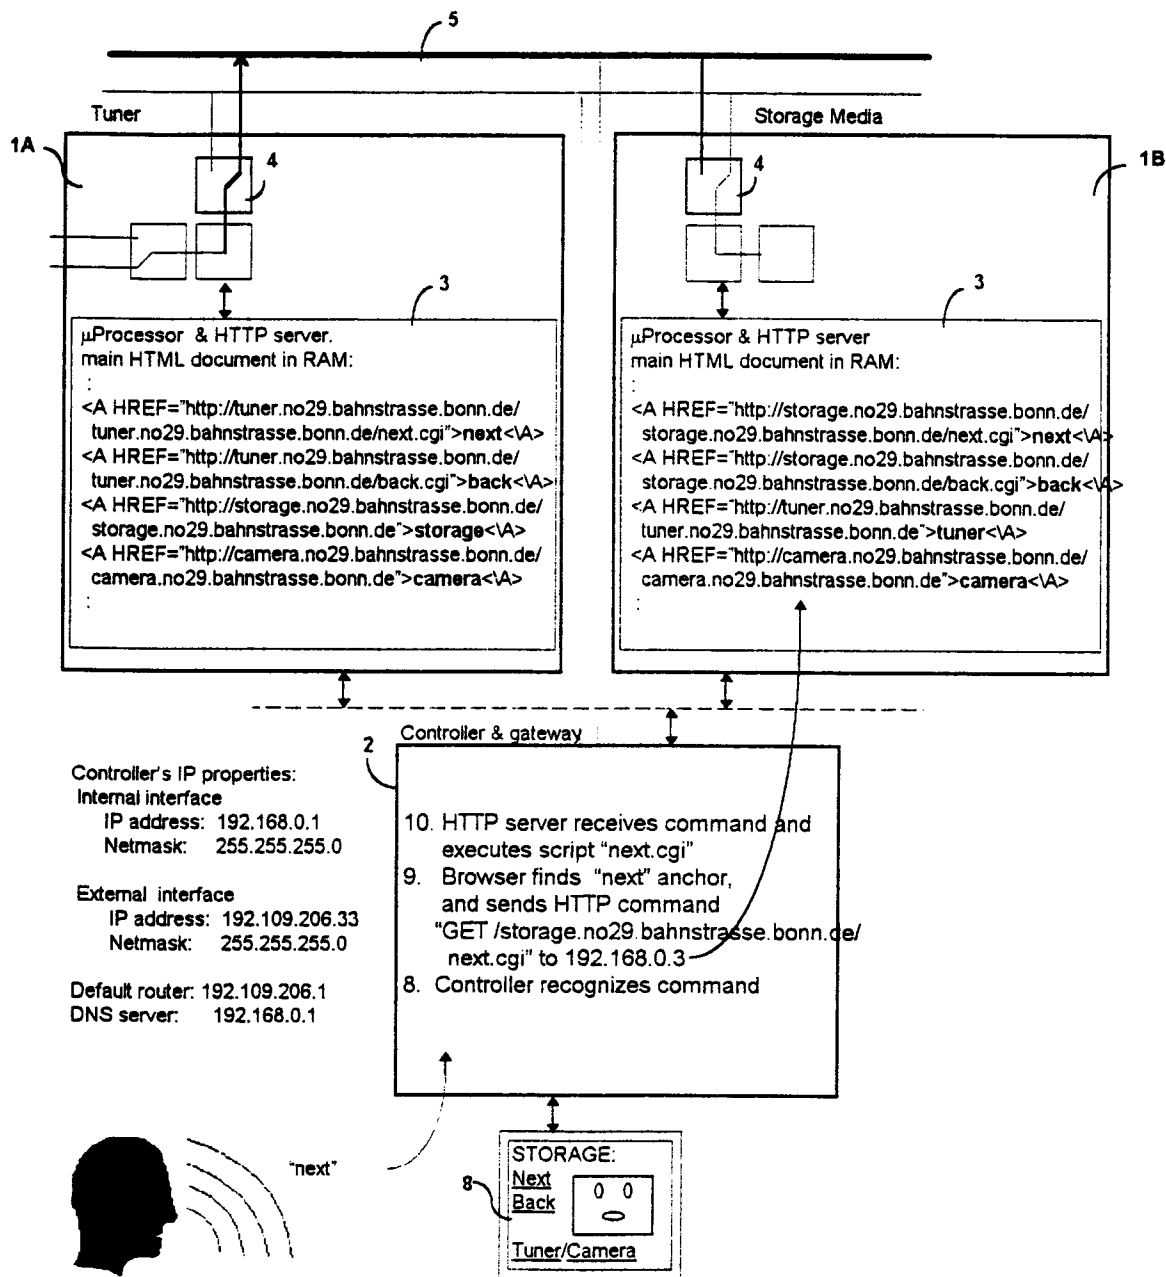 5
Tuner
Storage Media
1A
4
4
1B
3
3
µProcessor & HTTP server.
main HTML document in RAM:
:
<A HREF="http://tuner.no29.bahnstrasse.bonn.de/
tuner.no29.bahnstrasse.bonn.de/next.cgi">next<\A>
<A HREF="http://tuner.no29.bahnstrasse.bonn.de/
tuner.no29.bahnstrasse.bonn.de/back.cgi">back<\A>
<A HREF="http://storage.no29.bahnstrasse.bonn.de/
storage.no29.bahnstrasse.bonn.de">storage<\A>
<A HREF="http://camera.no29.bahnstrasse.bonn.de/
camera.no29.bahnstrasse.bonn.de">camera<\A>
:
µProcessor & HTTP server
main HTML document in RAM:
:
<A HREF="http://storage.no29.bahnstrasse.bonn.de/
storage.no29.bahnstrasse.bonn.de/next.cgi">next<\A>
<A HREF="http://storage.no29.bahnstrasse.bonn.de/
storage.no29.bahnstrasse.bonn.de/back.cgi">back<\A>
<A HREF="http://tuner.no29.bahnstrasse.bonn.de/
tuner.no29.bahnstrasse.bonn.de">tuner<\A>
<A HREF="http://camera.no29.bahnstrasse.bonn.de/
camera.no29.bahnstrasse.bonn.de">camera<\A>
:
Controller & gateway
2
Controller's IP properties:
Internal interface
IP address: 192.168.0.1
Netmask: 255.255.255.0
External interface
IP address: 192.109.206.33
Netmask: 255.255.255.0
Default router: 192.109.206.1
DNS server: 192.168.0.1
10. HTTP server receives command and
executes script "next.cgi"
9. Browser finds "next" anchor,
and sends HTTP command
"GET /storage.no29.bahnstrasse.bonn.de/
next.cgi" to 192.168.0.3
8. Controller recognizes command
"next"
8
STORAGE:
Next
Back
Tuner/Camera